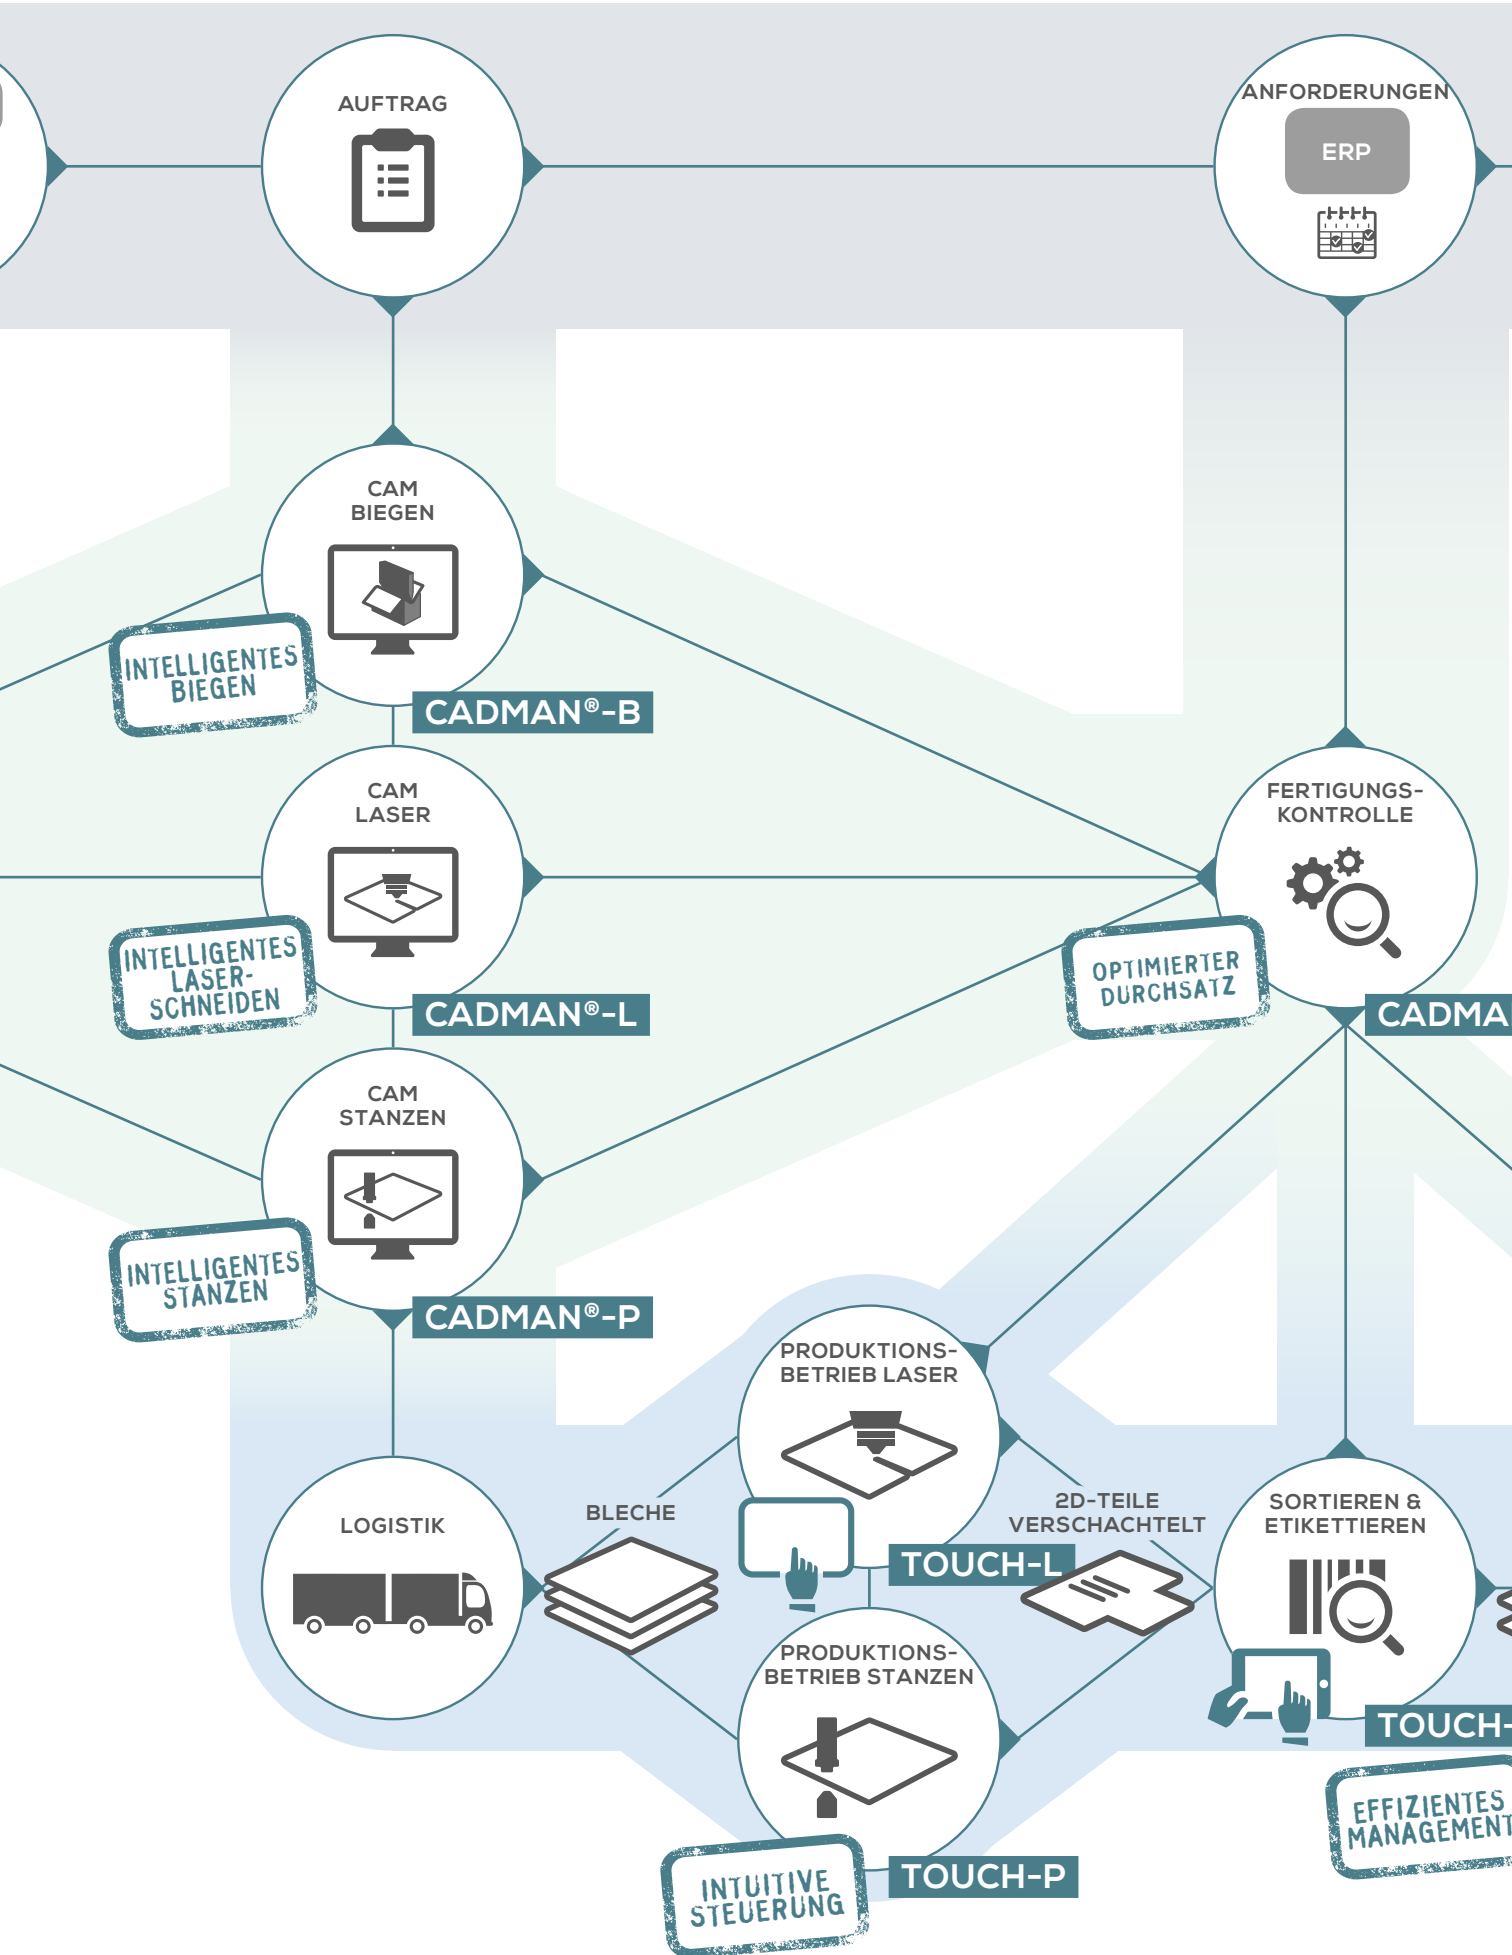 AUFTRAG
ANFORDERUNGEN
ERP
CAM
BIEGEN
INTELLIGENTES
BIEGEN
CADMAN®-B
CAM
LASER
INTELLIGENTES
LASER-
SCHNEIDEN
CADMAN®-L
FERTIGUNGS-
KONTROLLE
OPTIMIERTER
DURCHSATZ
CADMA
CAM
STANZEN
INTELLIGENTES
STANZEN
CADMAN®-P
PRODUKTIONS-
BETRIEB LASER
LOGISTIK
BLECHE
TOUCH-L
2D-TEILE
VERSCHACHTELT
SORTIEREN &
ETIKETTIEREN
TOUCH-
EFFIZIENTES
MANAGEMENT
PRODUKTIONS-
BETRIEB STANZEN
INTUITIVE
STEUERUNG
TOUCH-P